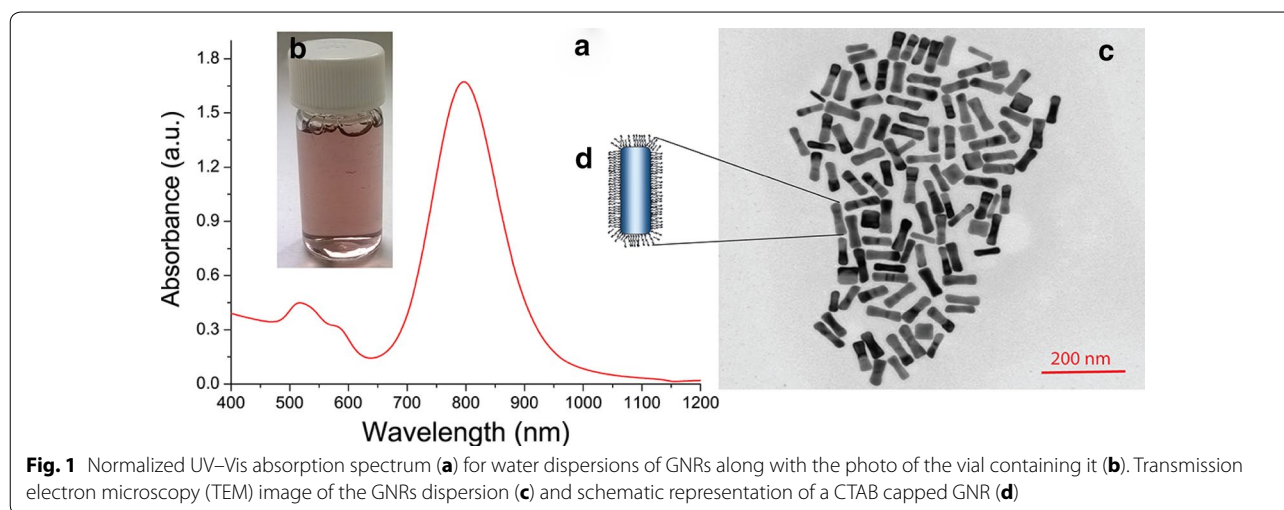 b
a
c
d
1.8
1.5
1.2
0.9
0.6
0.3
0.0
Absorbance (a.u.)
400 500 600 700 800 900 1000 1100 1200
Wavelength (nm)
200 nm
Fig. 1 Normalized UV–Vis absorption spectrum (a) for water dispersions of GNRs along with the photo of the vial containing it (b). Transmission
electron microscopy (TEM) image of the GNRs dispersion (c) and schematic representation of a CTAB capped GNR (d)